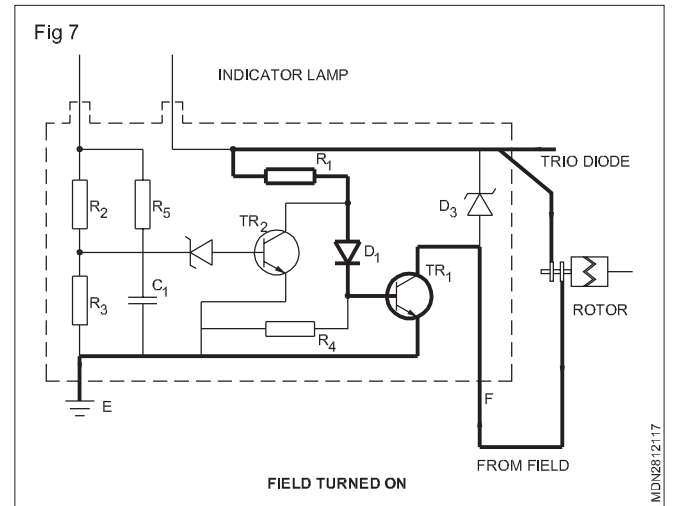 Fig 7
INDICATOR LAMP
TRIO DIODE
R1
R2
R5
TR2
D3
D1
TR1
C1
R3
R4
ROTOR
E
F
FROM FIELD
FIELD TURNED ON
MDN2812117